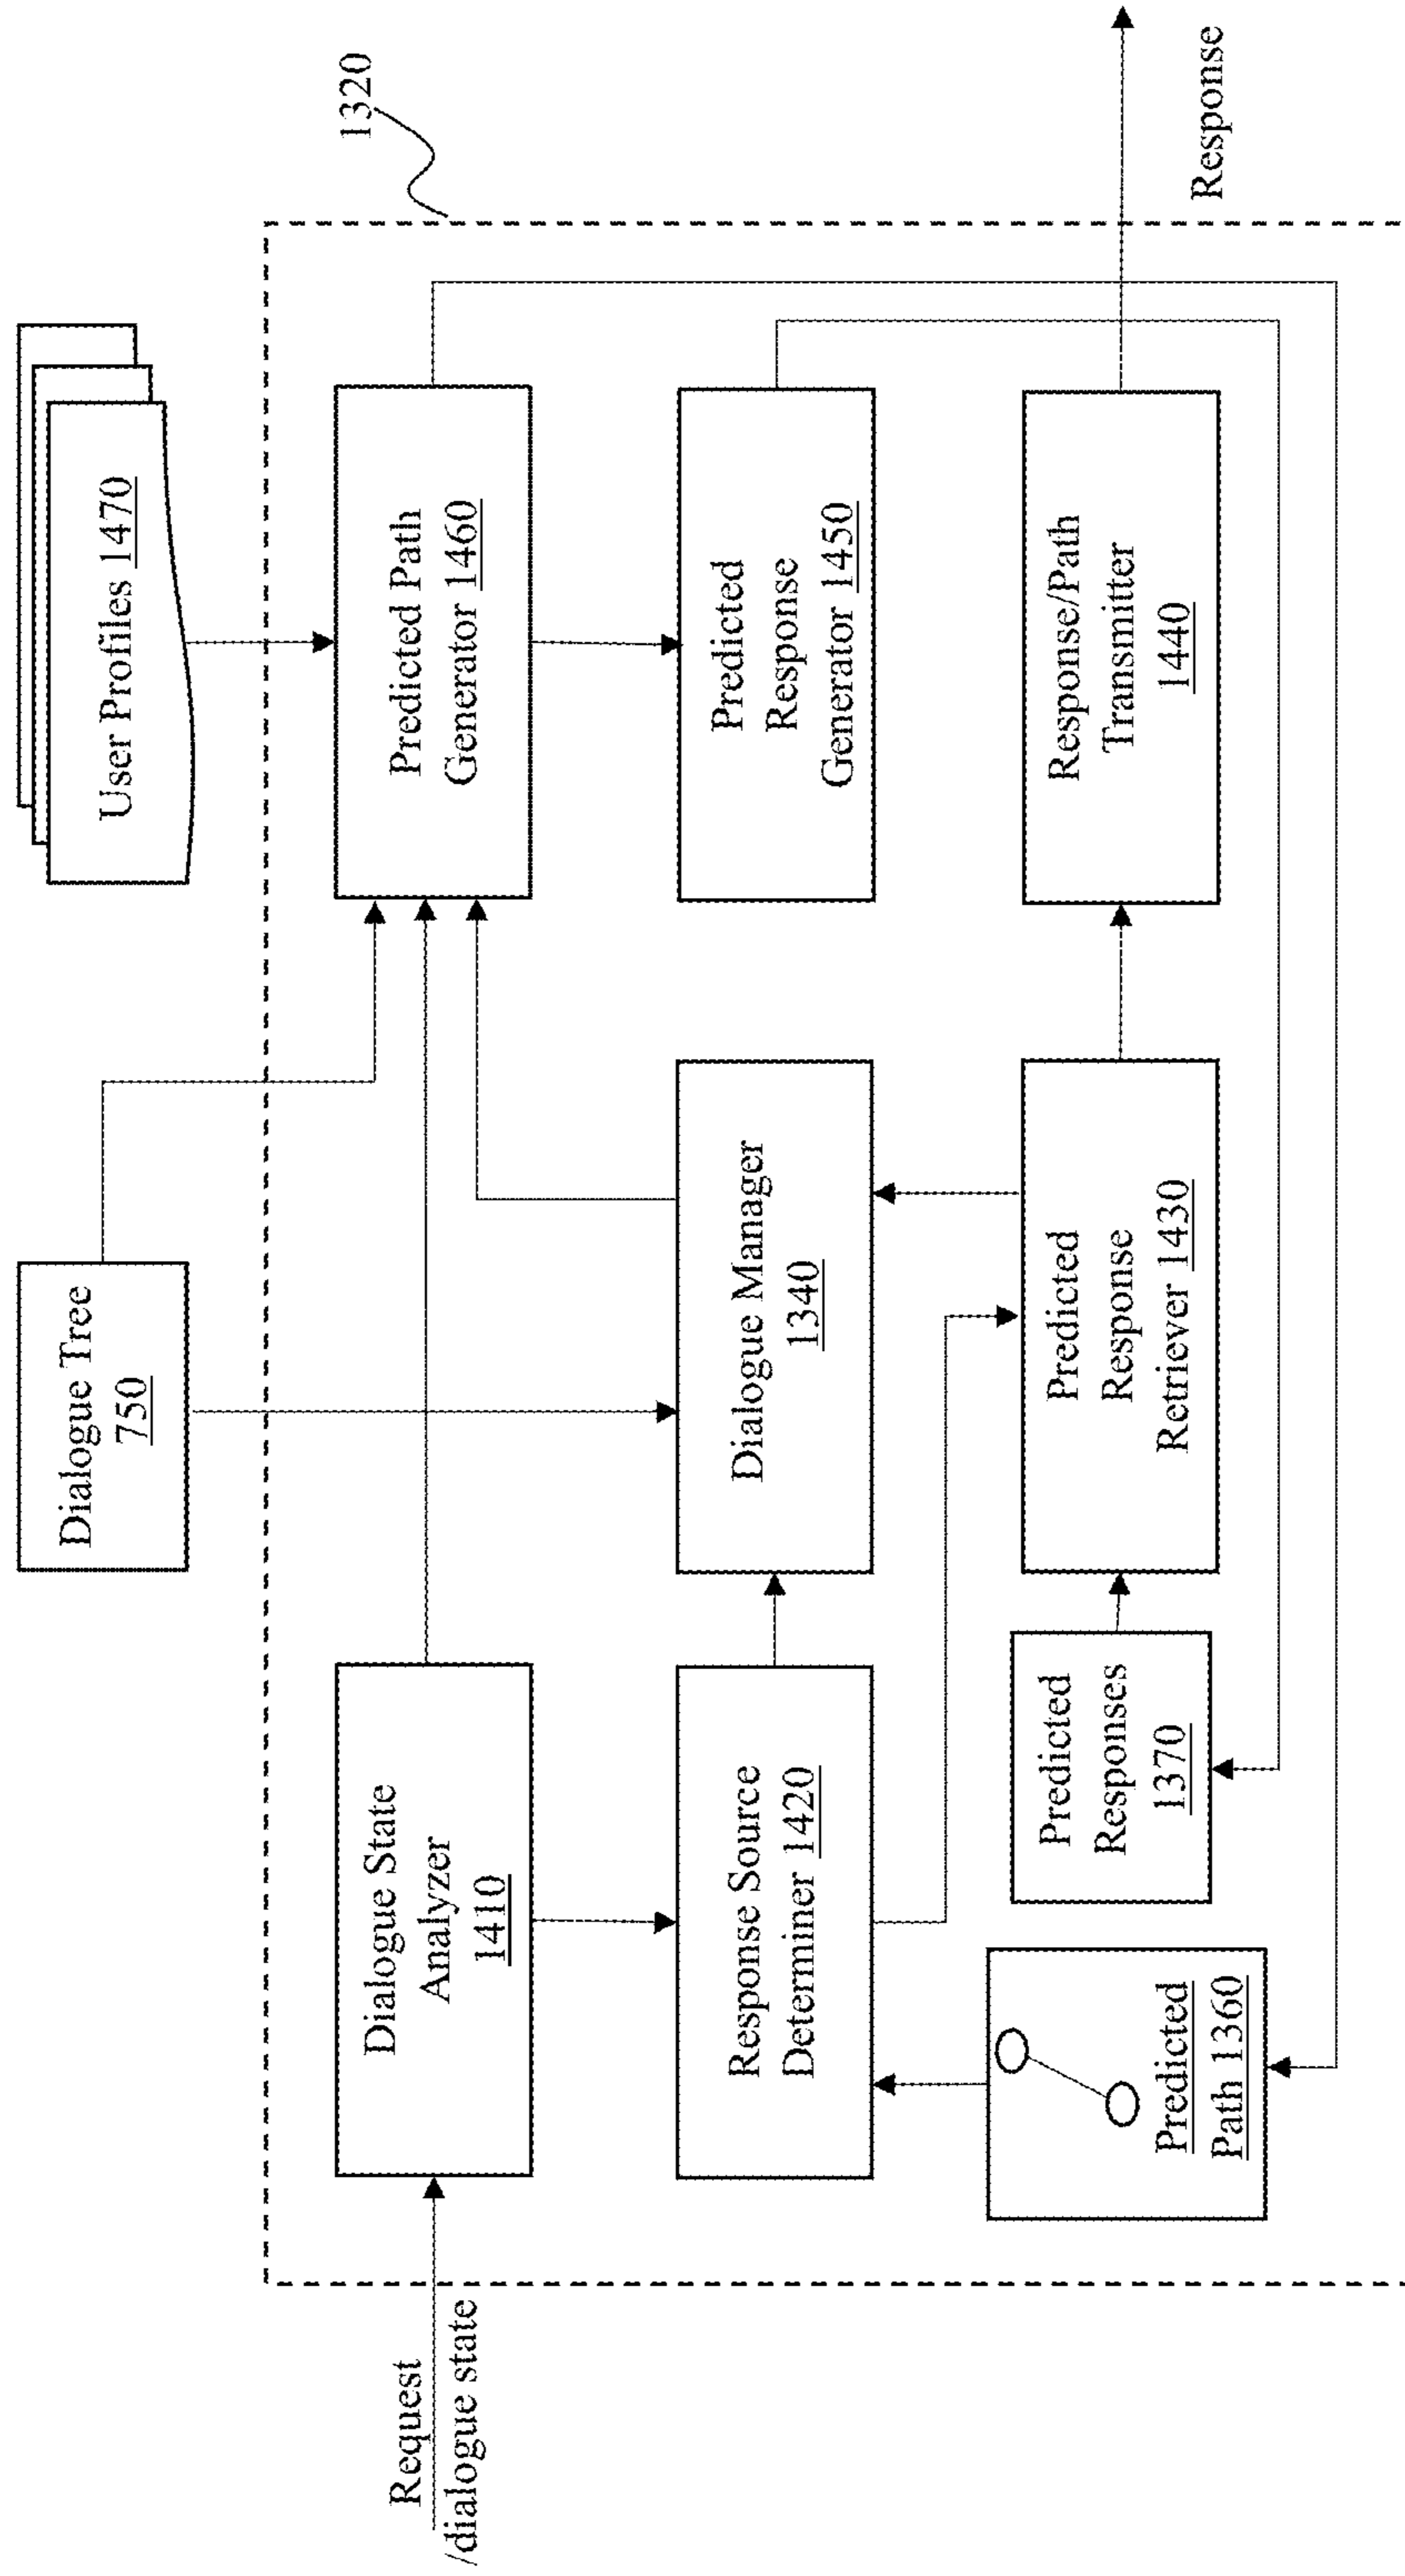 Dialogue Tree
750
User Profiles 1470
1320
Request
/dialogue state
Dialogue State
Analyzer
1410
Predicted Path
Generator 1460
Response Source
Determiner 1420
Dialogue Manager
1340
Predicted
Response
Generator 1450
Predicted
Path 1360
Predicted
Responses
1370
Predicted
Response
Retriever 1430
Response/Path
Transmitter
1440
Response